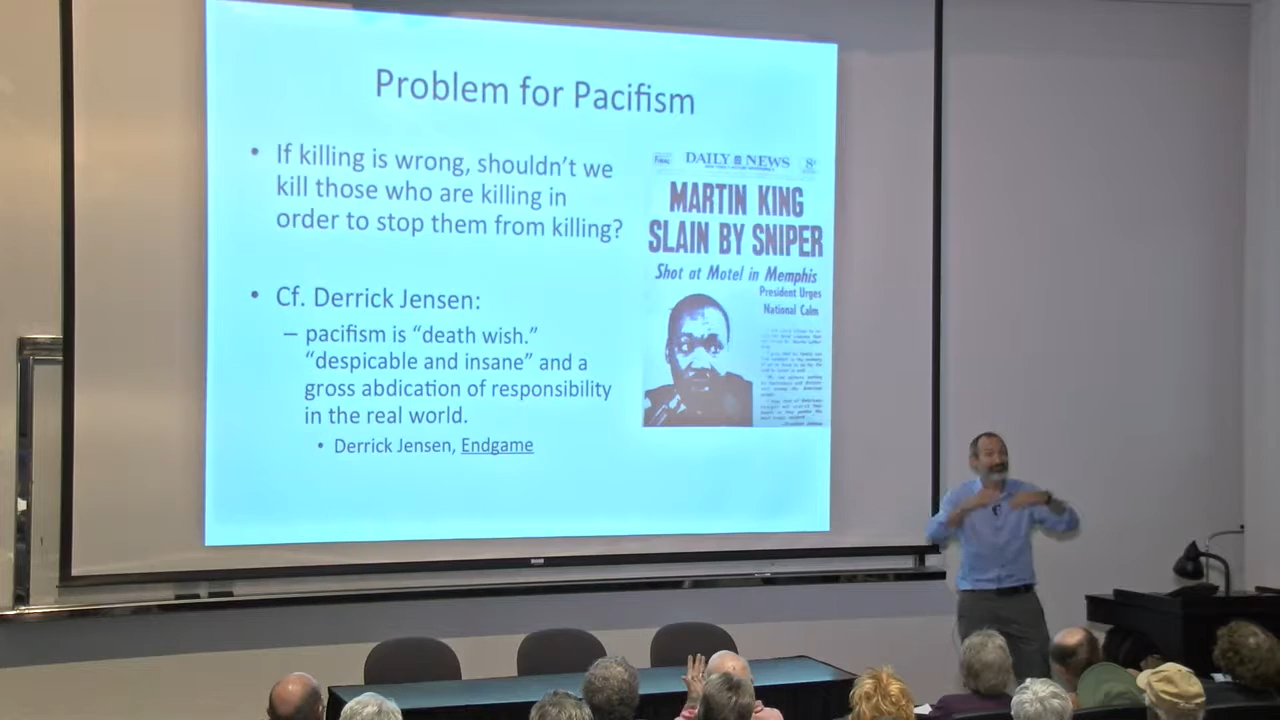 Problem for Pacifism
• If killing is wrong, shouldn't we
kill those who are killing in
order to stop them from killing?
• Cf. Derrick Jensen:
– pacifism is "death wish."
"despicable and insane" and a
gross abdication of responsibility
in the real world.
• Derrick Jensen, Endgame
FINAL
DAILY NEWS
8¢
MARTIN KING
SLAIN BY SNIPER
Shot at Motel in Memphis
President Urges
National Calm